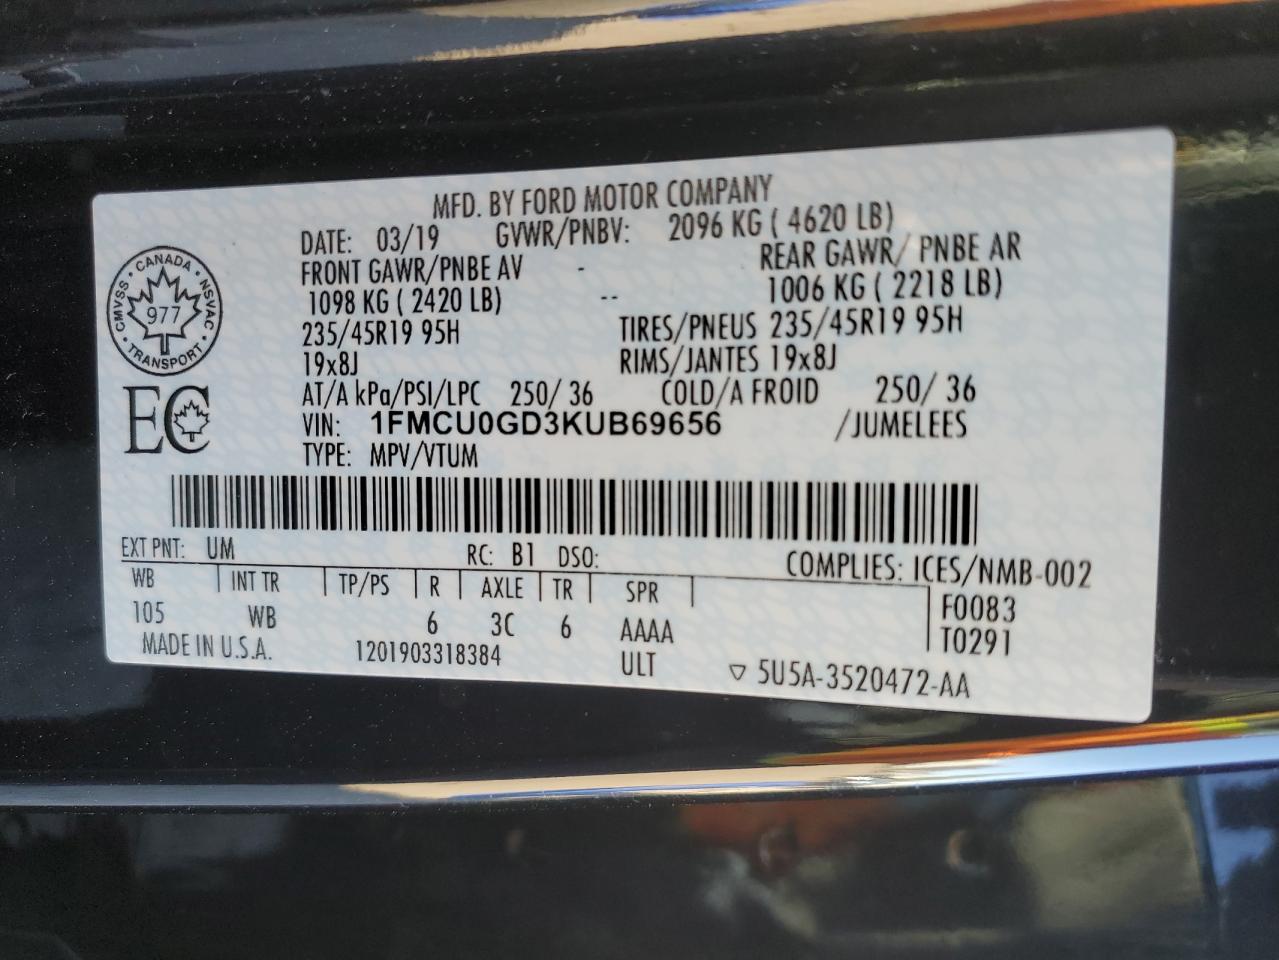 MFD. BY FORD MOTOR COMPANY
DATE: 03/19 GVWR/PNBV: 2096 KG ( 4620 LB)
FRONT GAWR/PNBE AV - REAR GAWR/ PNBE AR
1098 KG ( 2420 LB) -- 1006 KG ( 2218 LB)
235/45R19 95H TIRES/PNEUS 235/45R19 95H
19x8J RIMS/JANTES 19x8J
AT/A kPa/PSI/LPC 250/ 36 COLD/A FROID 250/ 36
VIN: 1FMCU0GD3KUB69656 /JUMELEES
TYPE: MPV/VTUM
CANADA
CMVSS 977 NSVAC
TRANSPORT
EC
EXT PNT: UM RC: B1 DSO: COMPLIES: ICES/NMB-002
WB INT TR TP/PS R AXLE TR SPR F0083
105 WB 6 3C 6 AAAA T0291
MADE IN U.S.A. 1201903318384 ULT ▽ 5U5A-3520472-AA